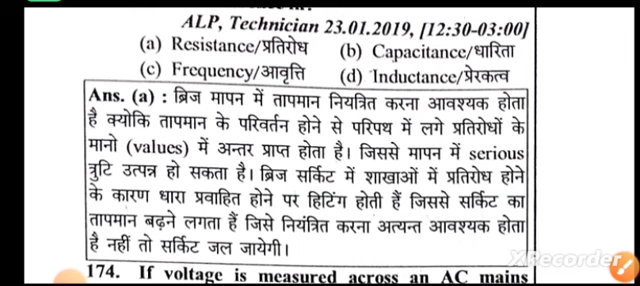 ALP, Technician 23.01.2019, [12:30-03:00]
(a) Resistance/प्रतिरोध (b) Capacitance/धारिता
(c) Frequency/आवृत्ति (d) Inductance/प्रेरकत्व
Ans. (a) : ब्रिज मापन में तापमान नियत्रित करना आवश्यक होता
है क्योकि तापमान के परिवर्तन होने से परिपथ में लगे प्रतिरोधों के
मानो (values) में अन्तर प्राप्त होता है। जिससे मापन में serious
त्रुटि उत्पन्न हो सकता है। ब्रिज सर्किट में शाखाओं में प्रतिरोध होने
के कारण धारा प्रवाहित होने पर हिटिंग होती हैं जिससे सर्किट का
तापमान बढ़ने लगता हैं जिसे नियंत्रित करना अत्यन्त आवश्यक होता
है नहीं तो सर्किट जल जायेगी।
XRecorder
174. If voltage is measured across an AC mains